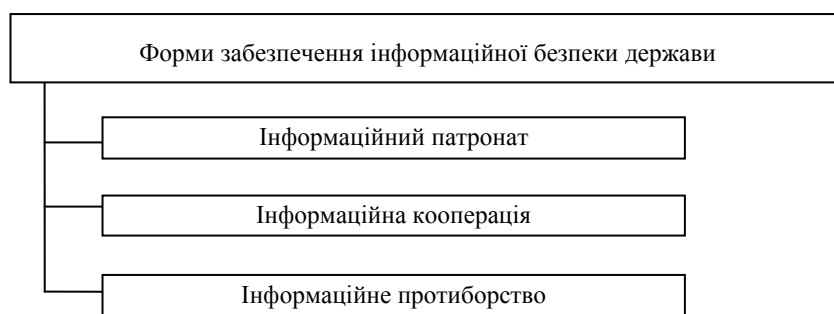 Форми забезпечення інформаційної безпеки держави
Інформаційний патронат
Інформаційна кооперація
Інформаційне протиборство